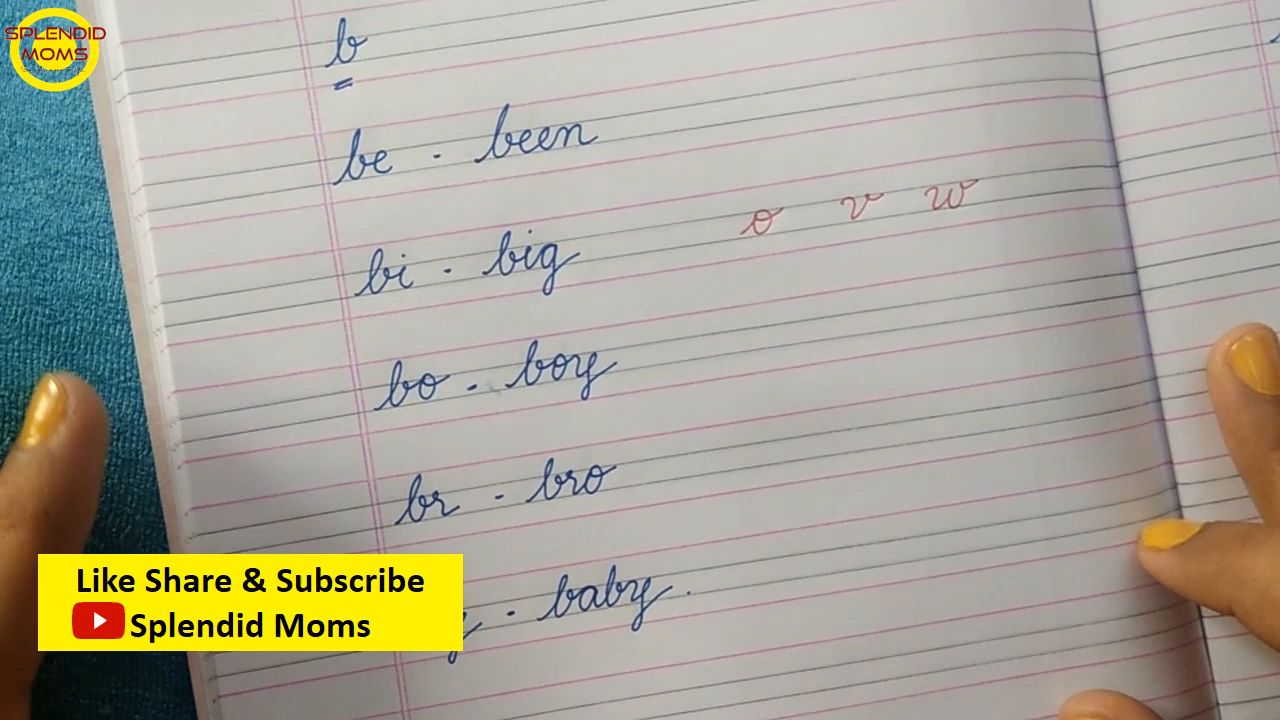 SPLENDID
MOMS
b
be . been
o v w
bi . big
bo - boy
br - bro
. baby .
Like Share & Subscribe
Splendid Moms